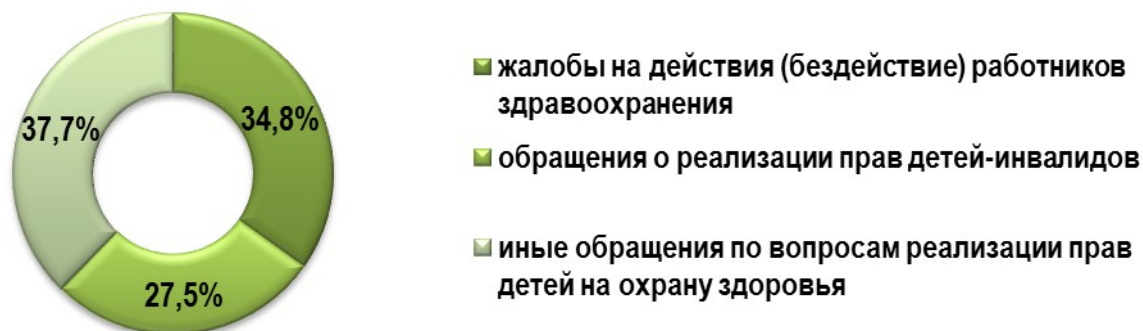 37,7%
34,8%
27,5%
жалобы на действия (бездействие) работников
здравоохранения
обращения о реализации прав детей-инвалидов
иные обращения по вопросам реализации прав
детей на охрану здоровья